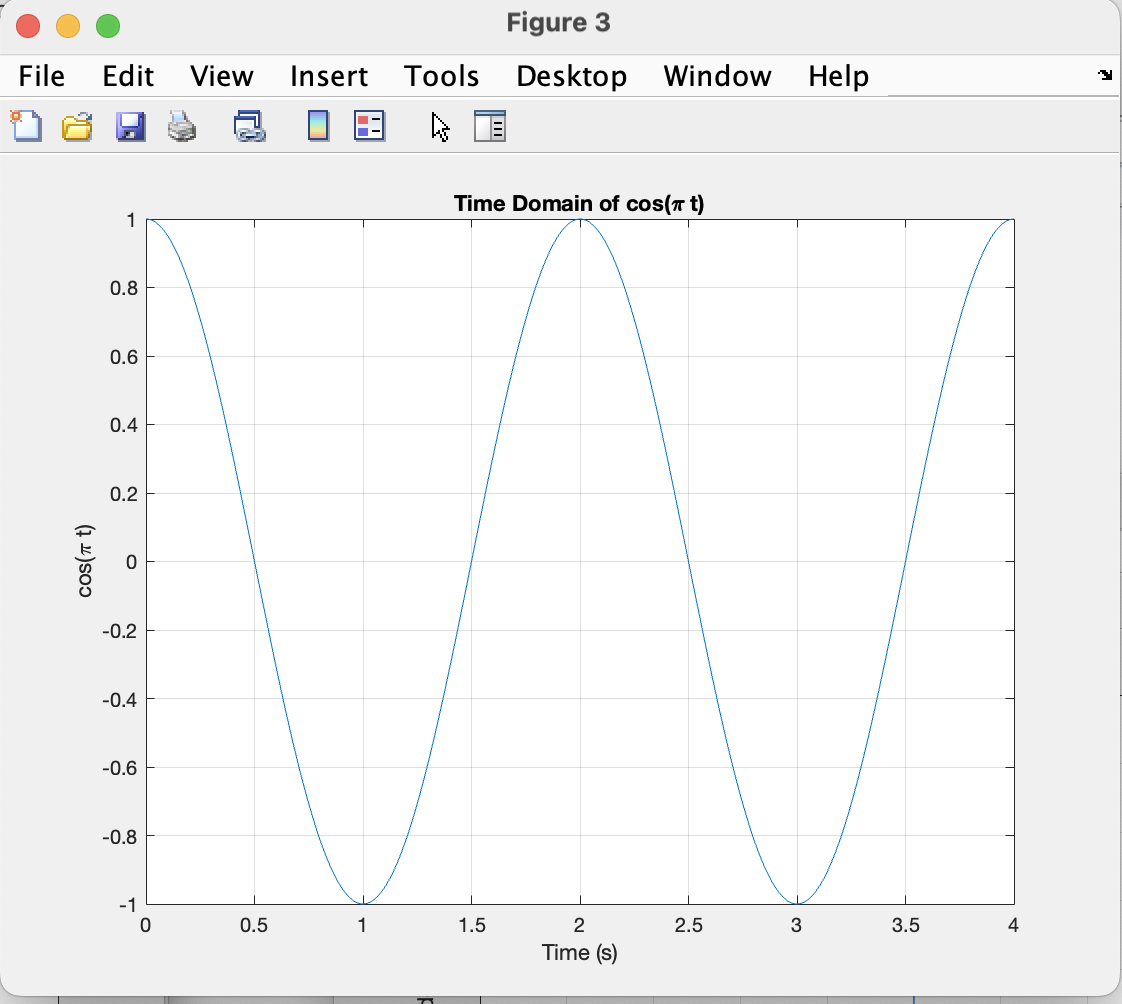 Figure 3
File Edit View Insert Tools Desktop Window Help
Time Domain of cos(π t)
1
0.8
0.6
0.4
0.2
0
-0.2
-0.4
-0.6
-0.8
-1
cos(π t)
0 0.5 1 1.5 2 2.5 3 3.5 4
Time (s)